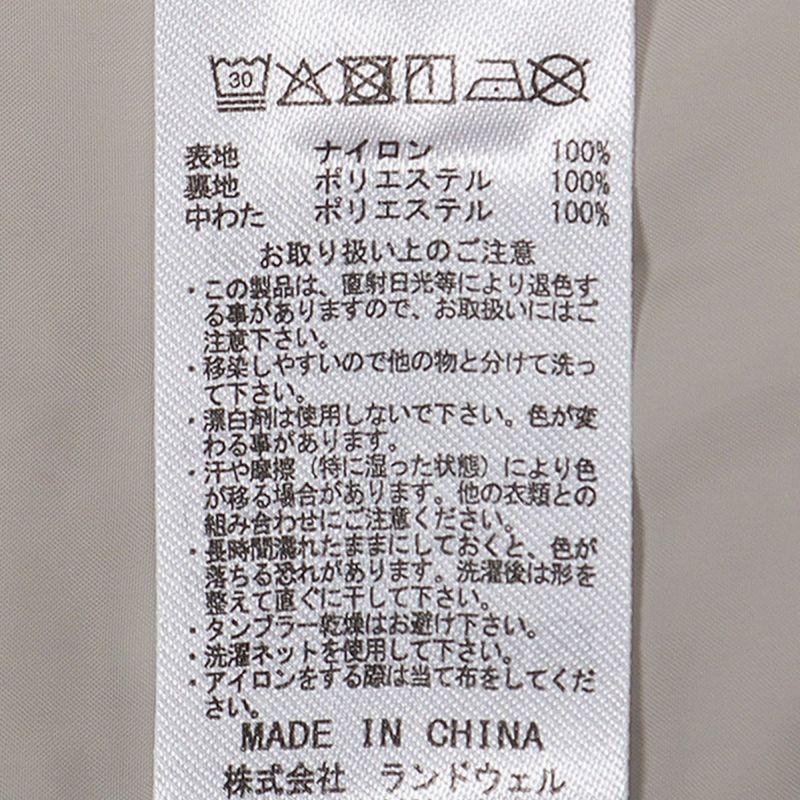 30
表地 ナイロン 100%
裏地 ポリエステル 100%
中わた ポリエステル 100%
お取り扱い上のご注意
・この製品は、直射日光等により退色す
る事がありますので、お取扱いにはご
注意下さい。
・移染しやすいので他の物と分けて洗っ
て下さい。
・漂白剤は使用しないで下さい。色が変
わる事があります。
・汗や摩擦(特に湿った状態)により色
が移る場合があります。他の衣類との
組み合わせにご注意ください。
・長時間濡れたままにしておくと、色が
落ちる恐れがあります。洗濯後は形を
整えて直ぐに干して下さい。
・タンブラー乾燥はお避け下さい。
・洗濯ネットを使用して下さい。
・アイロンをする際は当て布をしてくだ
さい。
MADE IN CHINA
株式会社 ランドウェル